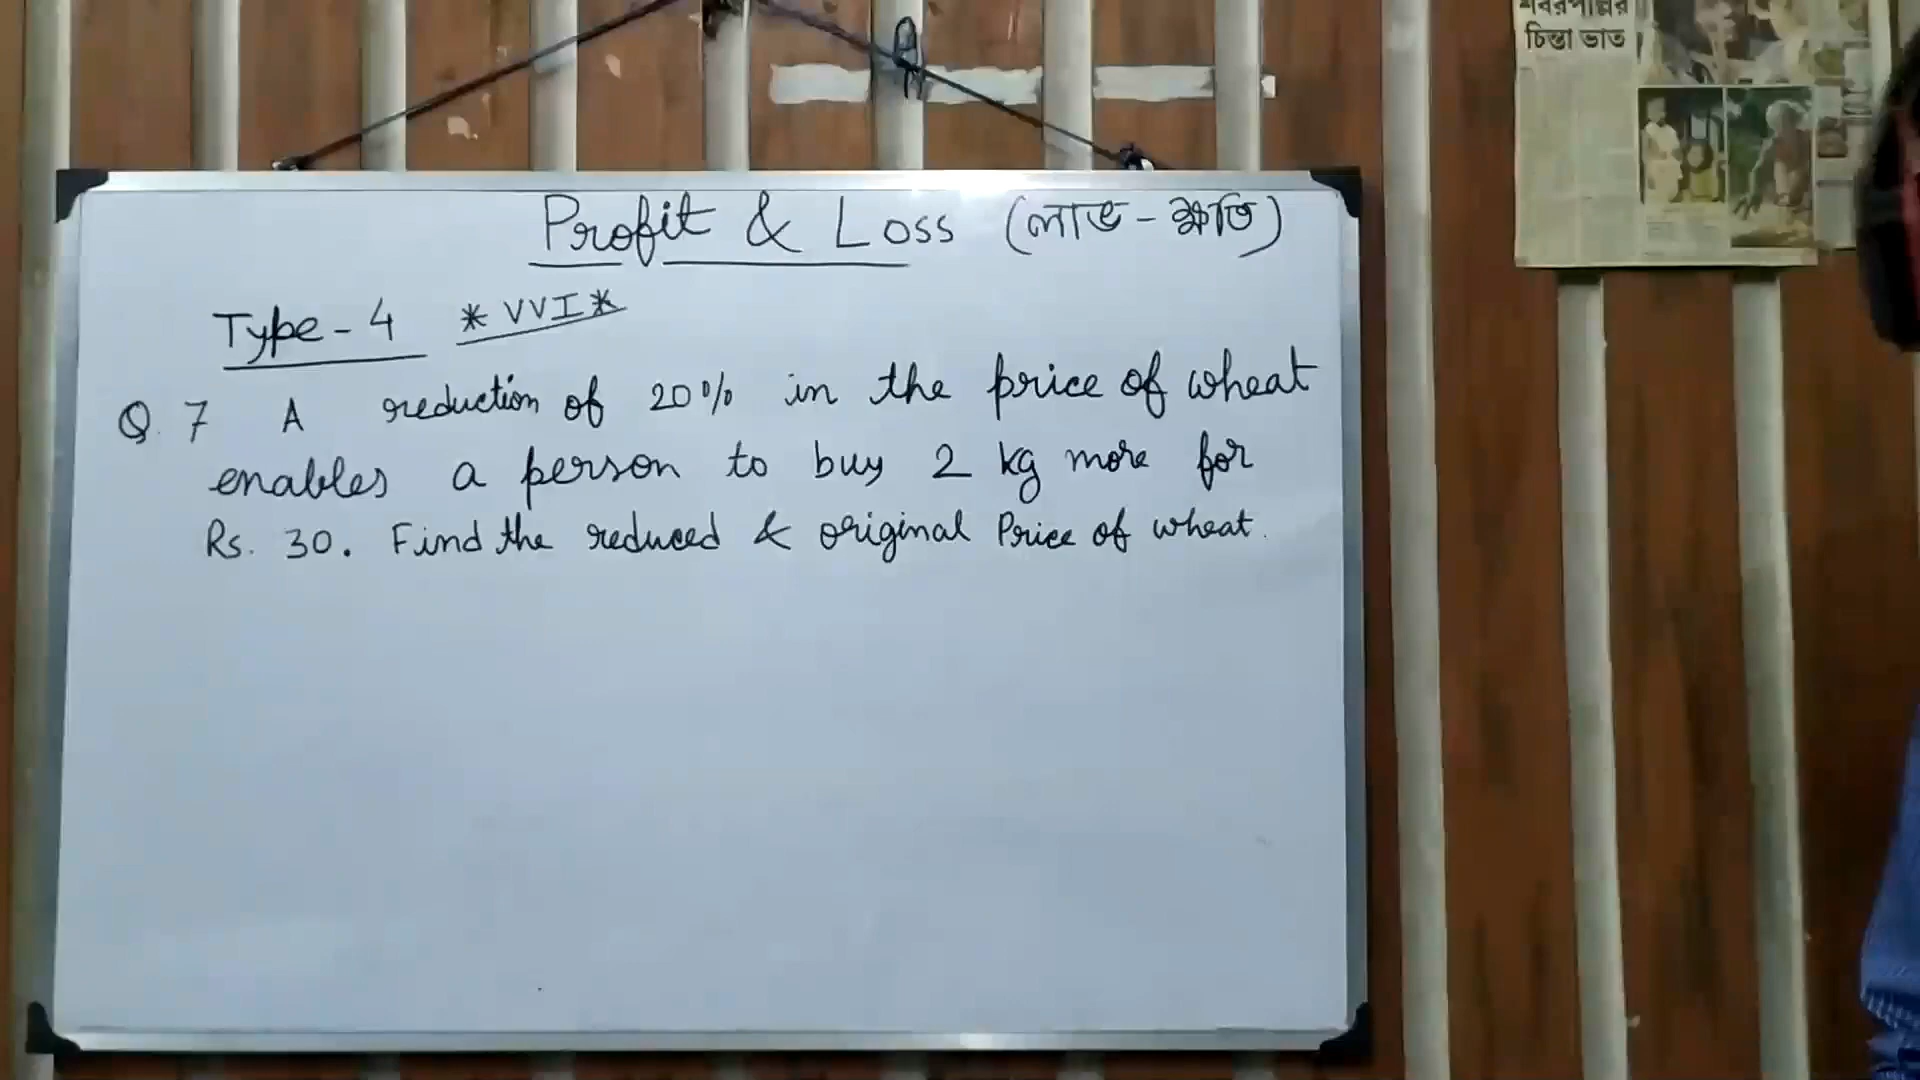 চিন্তা ভাত
Profit & Loss (লাভ - ক্ষতি)
Type - 4 * VVI *
Q. 7 A reduction of 20% in the price of wheat
enables a person to buy 2 kg more for
Rs. 30. Find the reduced & original Price of wheat.